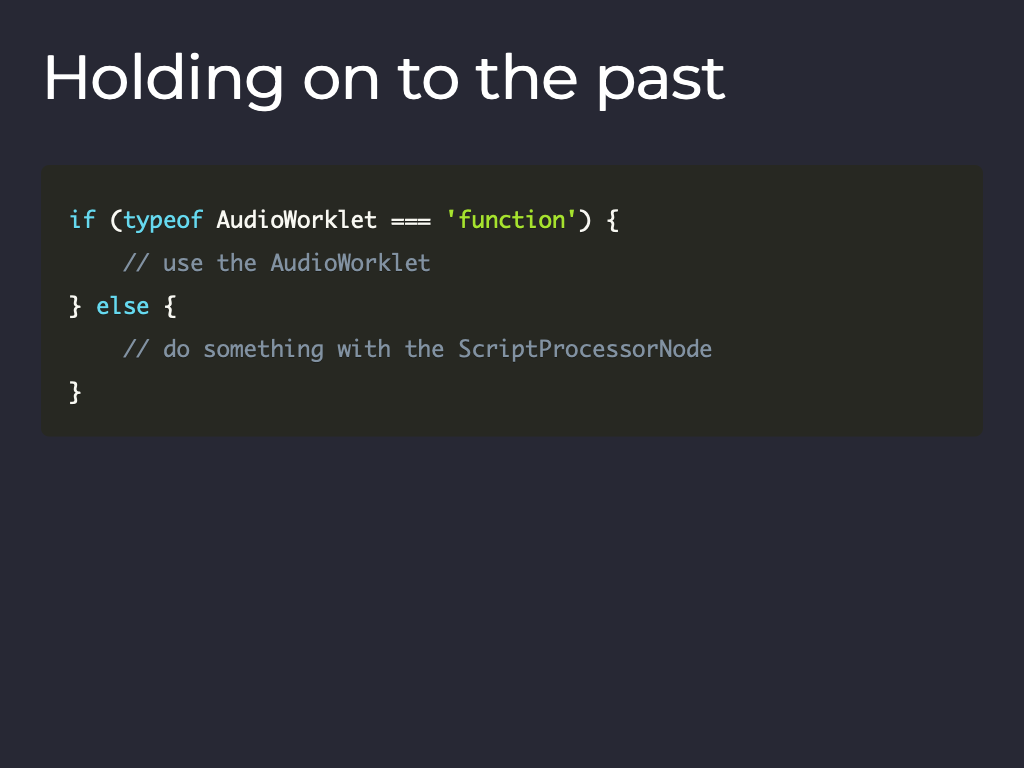 Holding on to the past
if (typeof AudioWorklet === 'function') {
    // use the AudioWorklet
} else {
    // do something with the ScriptProcessorNode
}